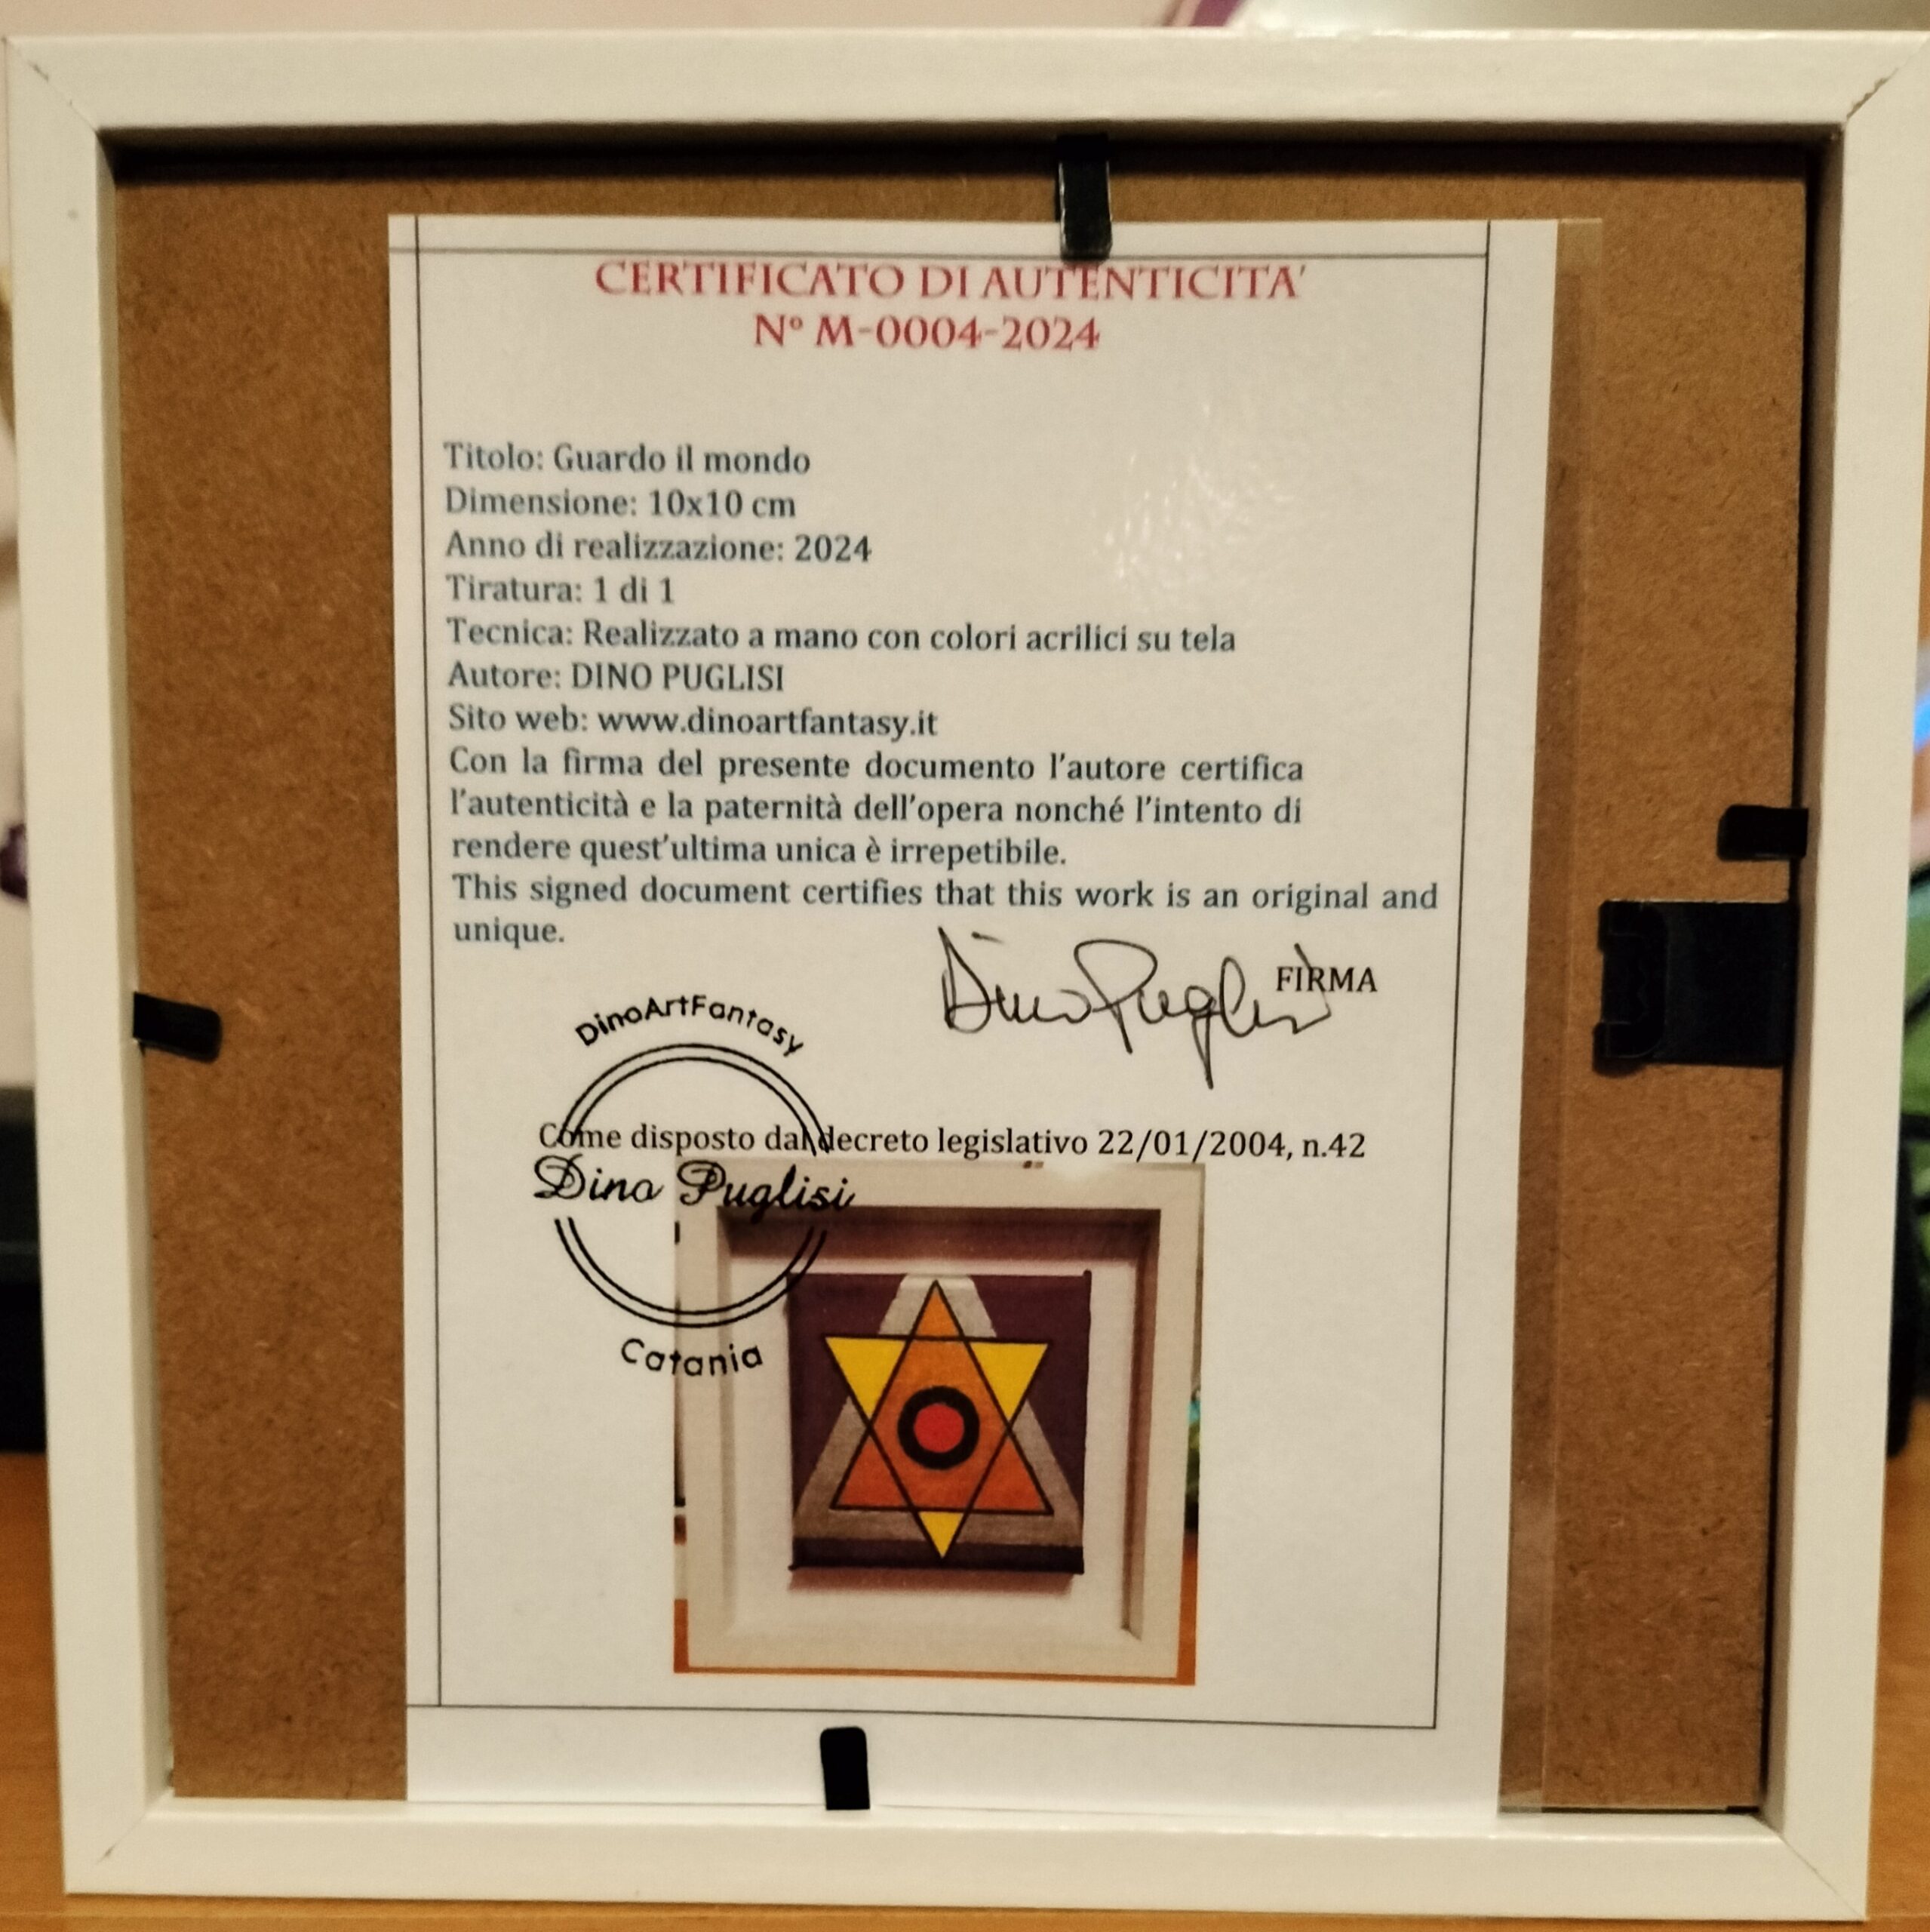 CERTIFICATO DI AUTENTICITA'
N° M-0004-2024
Titolo: Guardo il mondo
Dimensione: 10x10 cm
Anno di realizzazione: 2024
Tiratura: 1 di 1
Tecnica: Realizzato a mano con colori acrilici su tela
Autore: DINO PUGLISI
Sito web: www.dinoartfantasy.it
Con la firma del presente documento l'autore certifica
l'autenticità e la paternità dell'opera nonché l'intento di
rendere quest'ultima unica è irrepetibile.
This signed document certifies that this work is an original and
unique.
FIRMA
Dino Puglisi
DinoArtFantasy
Come disposto dal decreto legislativo 22/01/2004, n.42
Dino Puglisi
Catania